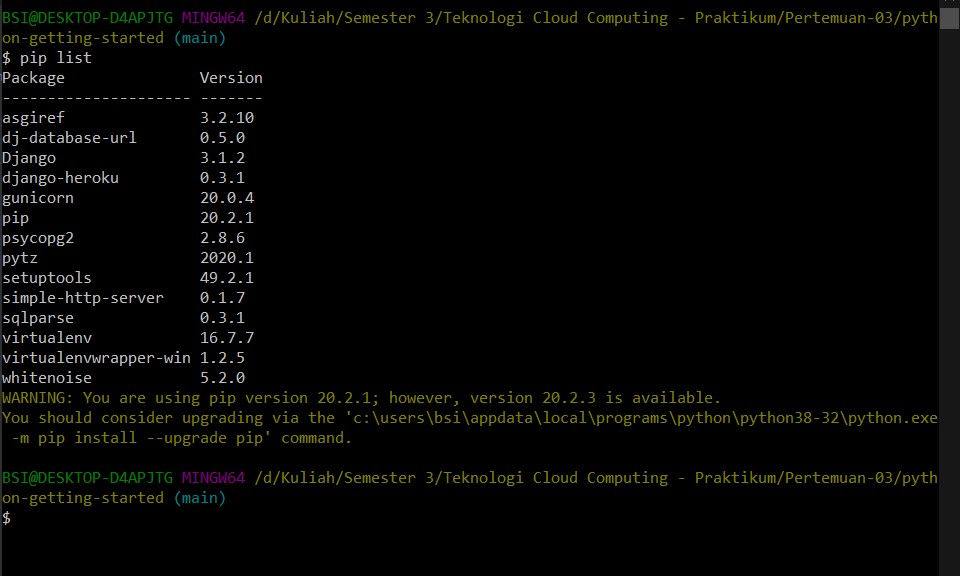 BSI@DESKTOP-D4APJTG MINGW64 /d/Kuliah/Semester 3/Teknologi Cloud Computing - Praktikum/Pertemuan-03/pyth
on-getting-started (main)
$ pip list
Package               Version
--------------------- -------
asgiref               3.2.10
dj-database-url       0.5.0
Django                3.1.2
django-heroku         0.3.1
gunicorn              20.0.4
pip                   20.2.1
psycopg2              2.8.6
pytz                  2020.1
setuptools            49.2.1
simple-http-server    0.1.7
sqlparse              0.3.1
virtualenv            16.7.7
virtualenvwrapper-win 1.2.5
whitenoise            5.2.0
WARNING: You are using pip version 20.2.1; however, version 20.2.3 is available.
You should consider upgrading via the 'c:\users\bsi\appdata\local\programs\python\python38-32\python.exe
 -m pip install --upgrade pip' command.
BSI@DESKTOP-D4APJTG MINGW64 /d/Kuliah/Semester 3/Teknologi Cloud Computing - Praktikum/Pertemuan-03/pyth
on-getting-started (main)
$